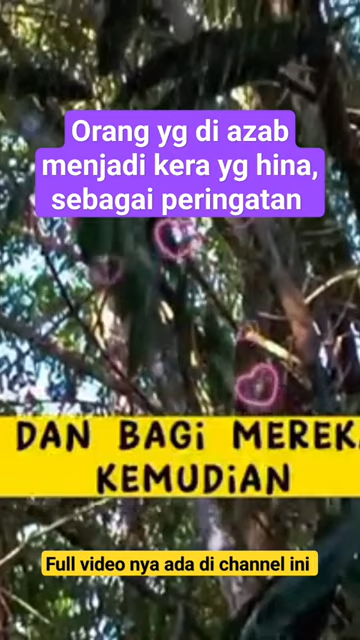 Orang yg di azab
menjadi kera yg hina,
sebagai peringatan
DAN BAGI MEREKA
KEMUDIAN
Full video nya ada di channel ini